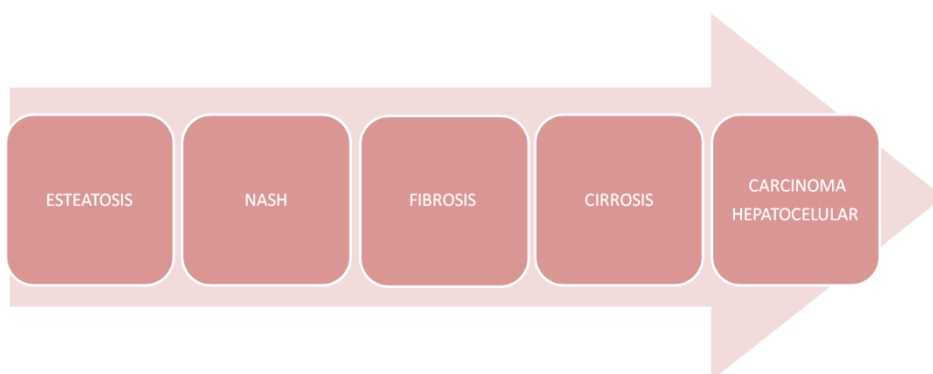 ESTEATOSIS
NASH
FIBROSIS
CIRROSIS
CARCINOMA
HEPATOCELULAR